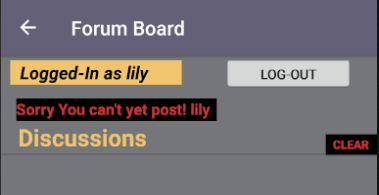 Forum Board
Logged-In as lily
LOG-OUT
Sorry You can't yet post! lily
Discussions
CLEAR